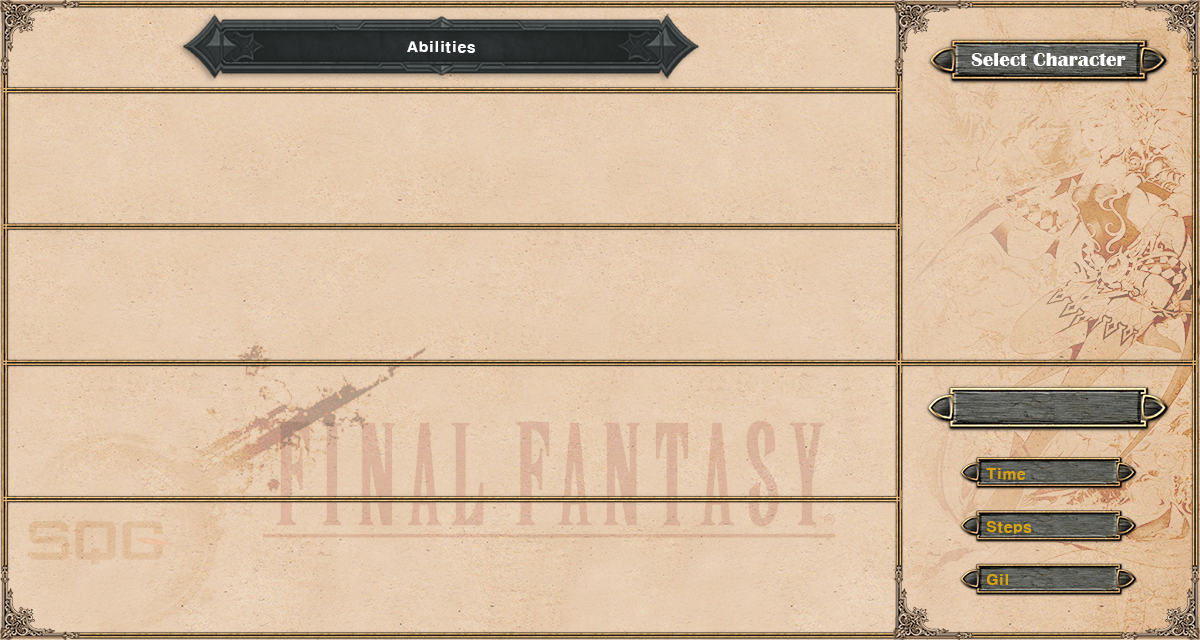 Abilities
Select Character
FINAL FANTASY
SQG
Time
Steps
Gil